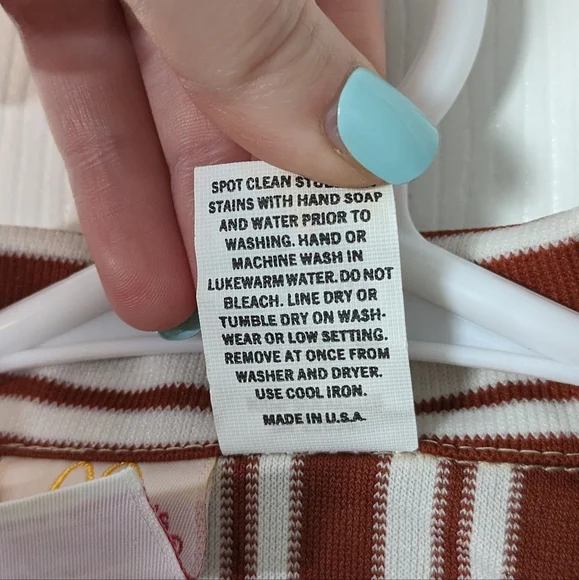 SPOT CLEAN
STAINS WITH HAND SOAP
AND WATER PRIOR TO
WASHING. HAND OR
MACHINE WASH IN
LUKEWARM WATER. DO NOT
BLEACH. LINE DRY OR
TUMBLE DRY ON WASH-
WEAR OR LOW SETTING.
REMOVE AT ONCE FROM
WASHER AND DRYER.
USE COOL IRON.
MADE IN U.S.A.